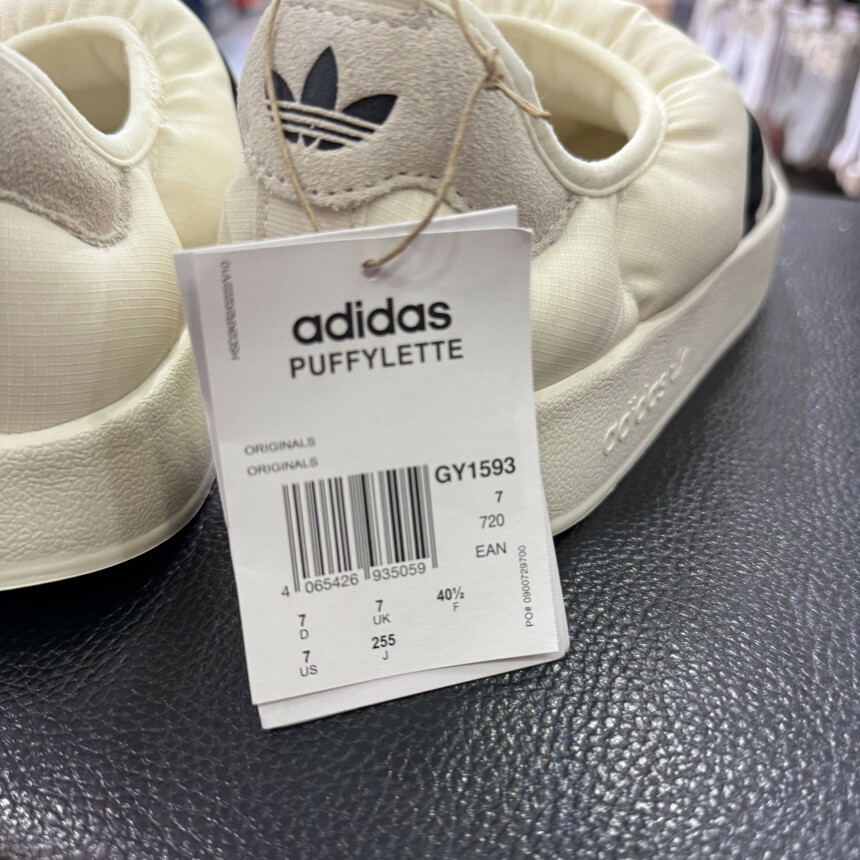 adidas
PUFFYLETTE
ORIGINALS
ORIGINALS
GY1593
7
720
EAN
4 065426 935059
PO# 0900729700
7
D
7
UK
40½
F
7
US
255
J
adidas